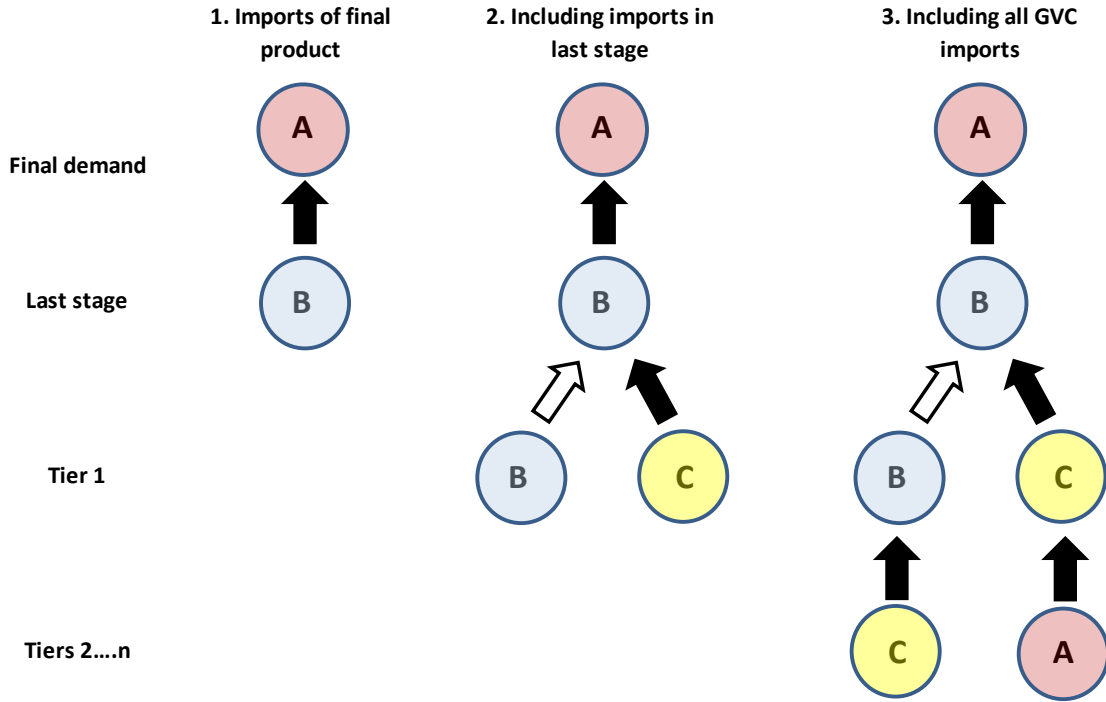 1. Imports of final
product
2. Including imports in
last stage
3. Including all GVC
imports
Final demand
A
A
A
Last stage
B
B
B
Tier 1
B
C
B
C
Tiers 2....n
C
A